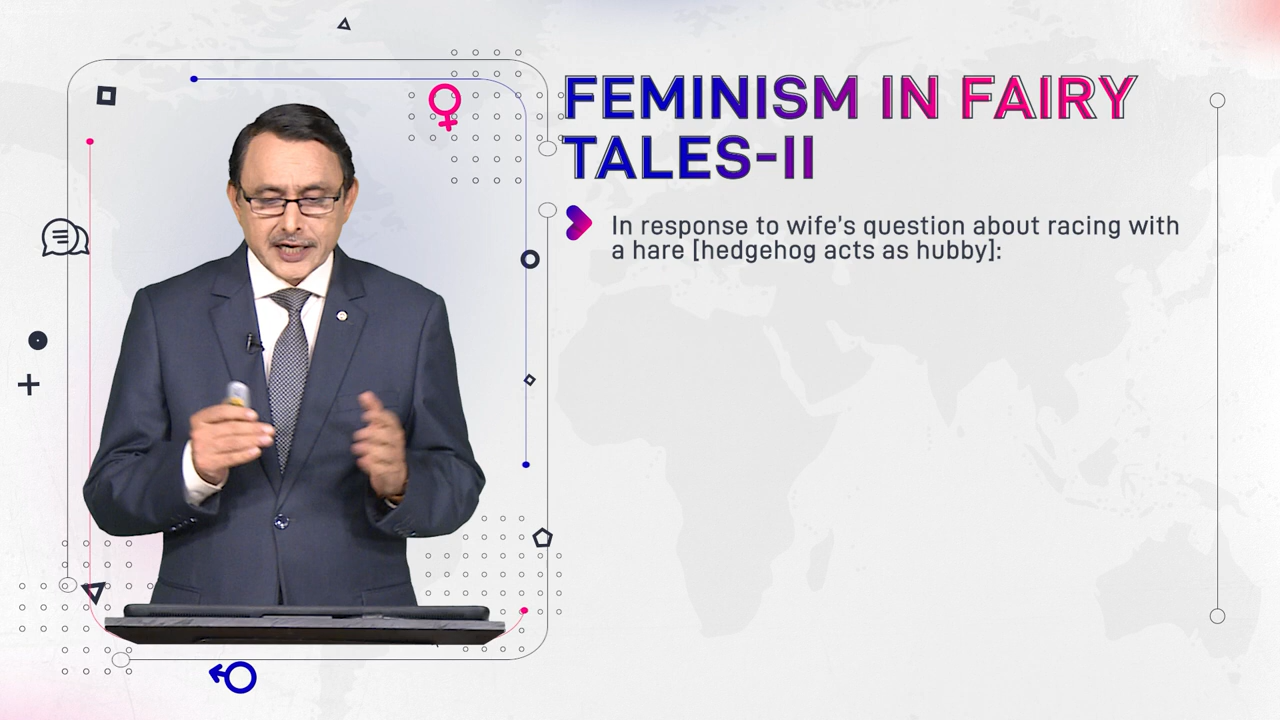 FEMINISM IN FAIRY
TALES-II
In response to wife's question about racing with
a hare [hedgehog acts as hubby]: